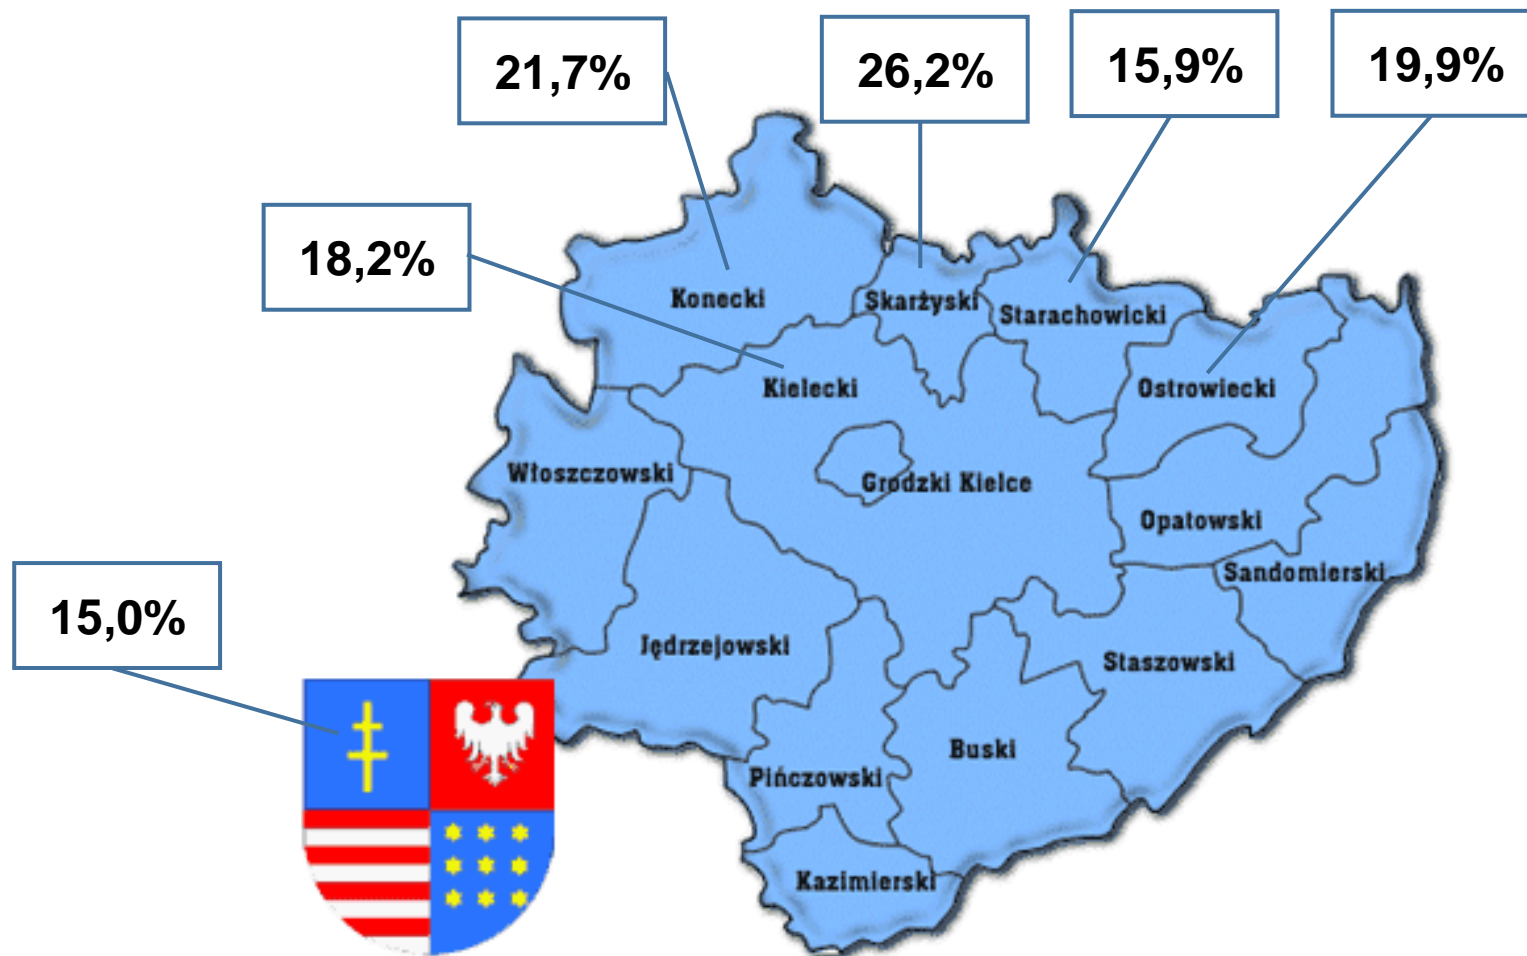 21,7%
26,2%
15,9%
19,9%
18,2%
Konecki
Skarżyski
Starachowicki
Kielecki
Ostrowiecki
Włoszczowski
Grodzki Kielce
Opatowski
Sandomierski
15,0%
Jędrzejowski
Staszowski
Buski
Pińczowski
Kazimierski